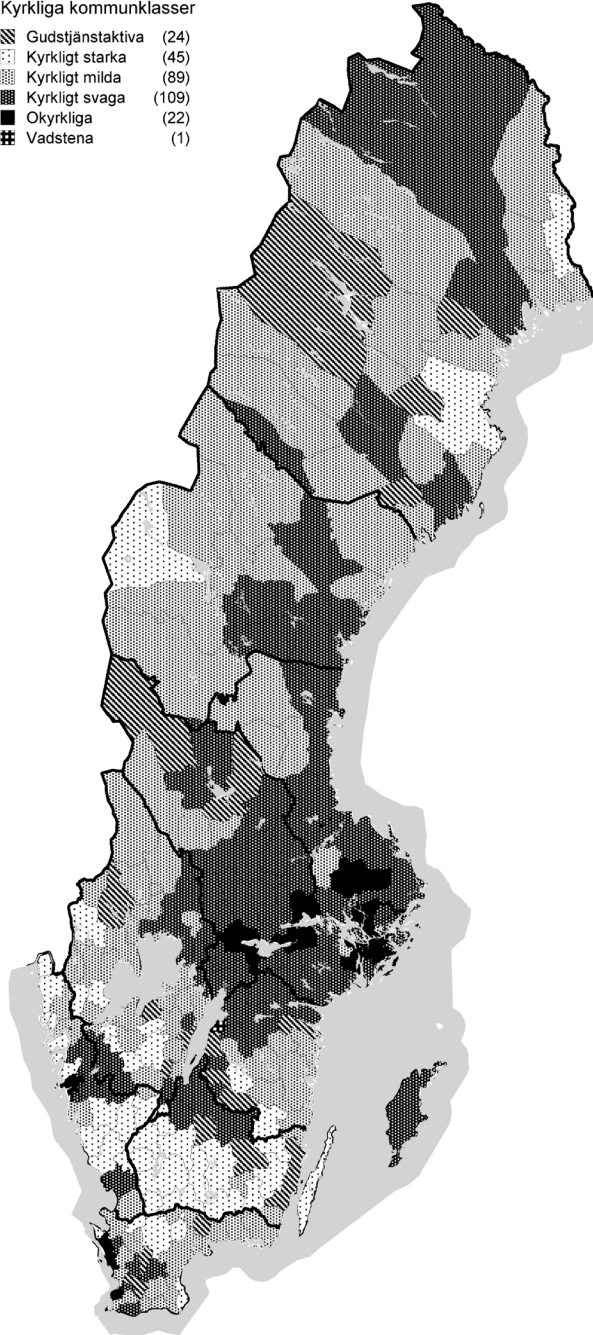 Kyrkliga kommunklasser
Gudstjänstaktiva (24)
Kyrkligt starka (45)
Kyrkligt milda (89)
Kyrkligt svaga (109)
Okyrkliga (22)
Vadstena (1)